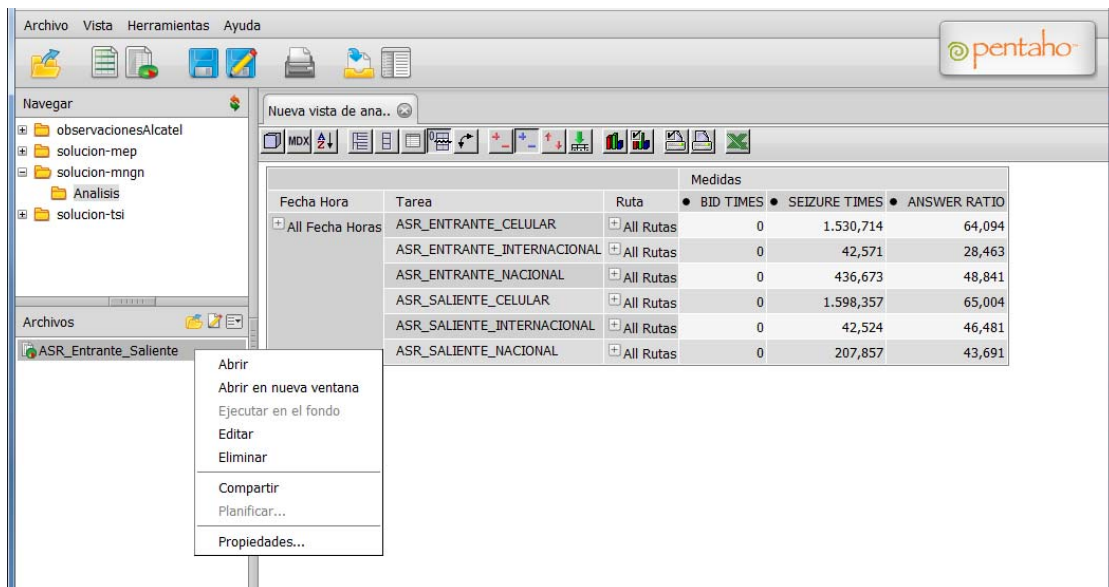 Archivo Vista Herramientas Ayuda
pentaho
Navegar
observacionesAlcatel
solucion-mep
solucion-mngn
Analisis
solucion-tsi
Archivos
ASR_Entrante_Saliente
Abrir
Abrir en nueva ventana
Ejecutar en el fondo
Editar
Eliminar
Compartir
Planificar...
Propiedades...
Nueva vista de ana..
MDX
Medidas
Fecha Hora Tarea Ruta BID TIMES SEIZURE TIMES ANSWER RATIO
All Fecha Horas ASR_ENTRANTE_CELULAR All Rutas 0 1.530,714 64,094
ASR_ENTRANTE_INTERNACIONAL All Rutas 0 42,571 28,463
ASR_ENTRANTE_NACIONAL All Rutas 0 436,673 48,841
ASR_SALIENTE_CELULAR All Rutas 0 1.598,357 65,004
ASR_SALIENTE_INTERNACIONAL All Rutas 0 42,524 46,481
ASR_SALIENTE_NACIONAL All Rutas 0 207,857 43,691